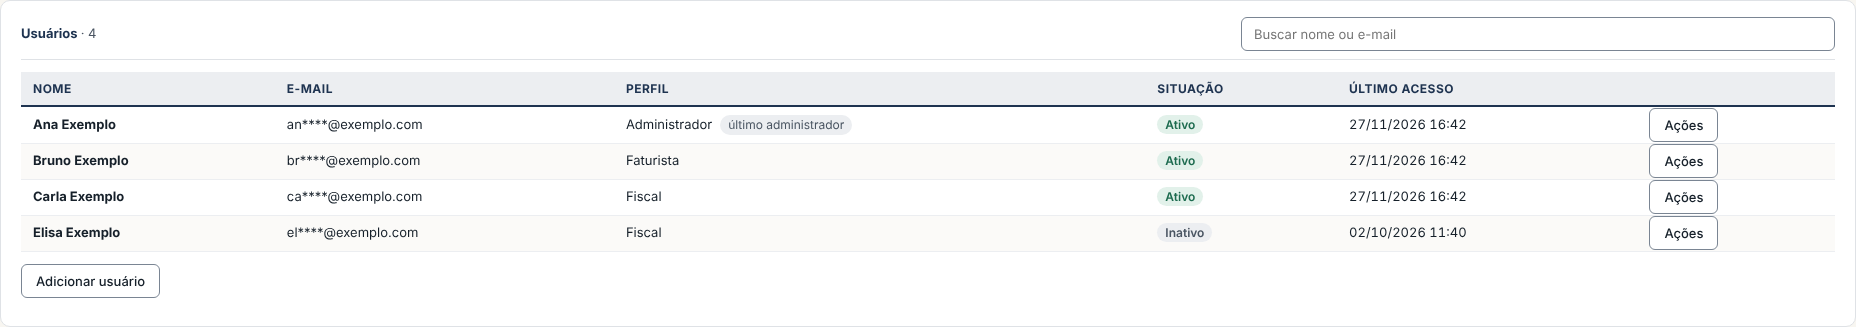 Usuários · 4
Buscar nome ou e-mail
NOME E-MAIL PERFIL SITUAÇÃO ÚLTIMO ACESSO
Ana Exemplo an****@exemplo.com Administrador último administrador Ativo 27/11/2026 16:42 Ações
Bruno Exemplo br****@exemplo.com Faturista Ativo 27/11/2026 16:42 Ações
Carla Exemplo ca****@exemplo.com Fiscal Ativo 27/11/2026 16:42 Ações
Elisa Exemplo el****@exemplo.com Fiscal Inativo 02/10/2026 11:40 Ações
Adicionar usuário